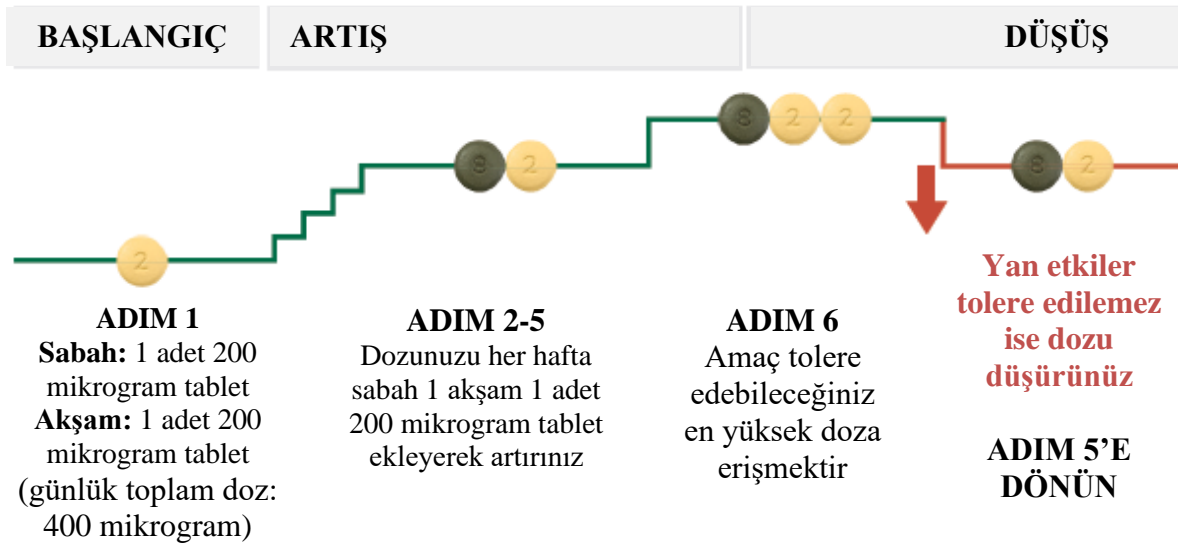 BAŞLANGIÇ
ARTIŞ
DÜŞÜŞ
2
8 2
8 2 2
8 2
ADIM 1
Sabah: 1 adet 200
mikrogram tablet
Akşam: 1 adet 200
mikrogram tablet
(günlük toplam doz:
400 mikrogram)
ADIM 2-5
Dozunuzu her hafta
sabah 1 akşam 1 adet
200 mikrogram tablet
ekleyerek artırınız
ADIM 6
Amaç tolere
edebileceğiniz
en yüksek doza
erişmektir
Yan etkiler
tolere edilemez
ise dozu
düşürünüz
ADIM 5’E
DÖNÜN